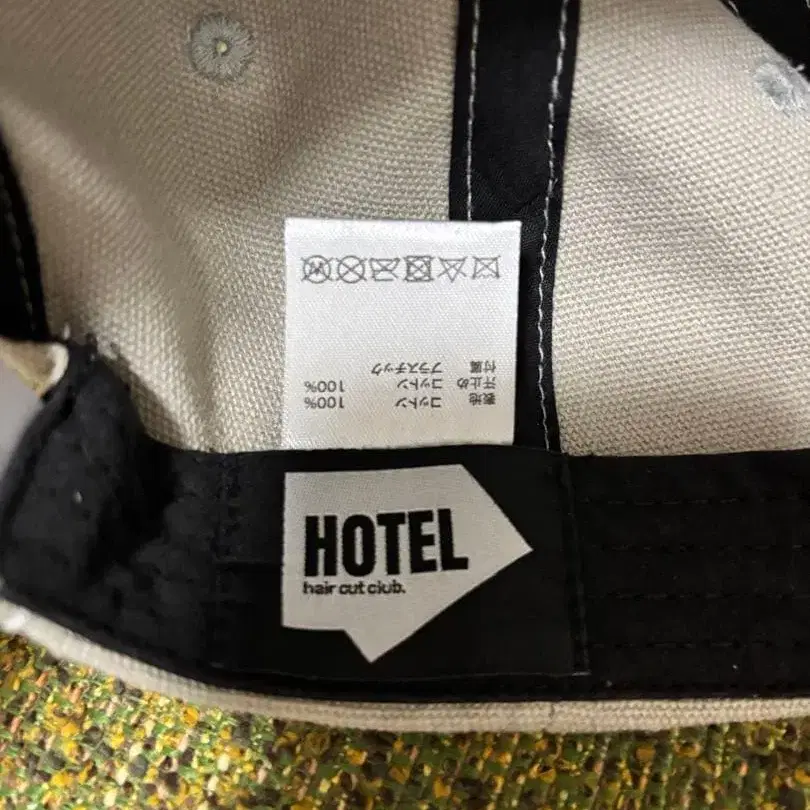 表地 コットン 100%
汗止め コットン 100%
付属 プラスチック
HOTEL
hair cut club.